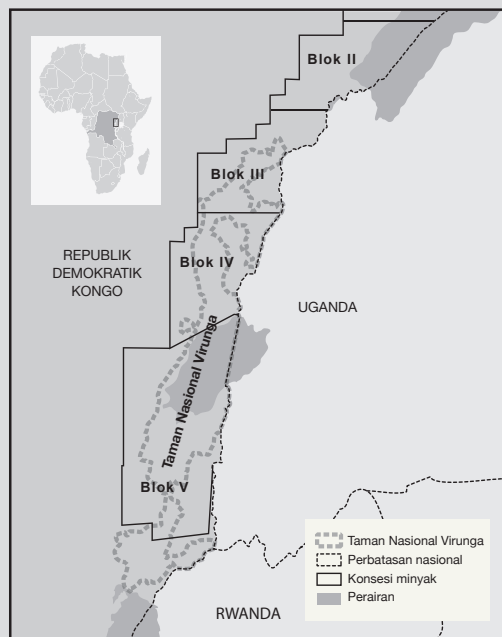 Blok II
Blok III
REPUBLIK
DEMOKRATIK
KONGO
Blok IV
UGANDA
Taman Nasional Virunga
Blok V
Taman Nasional Virunga
Perbatasan nasional
Konsesi minyak
Perairan
RWANDA